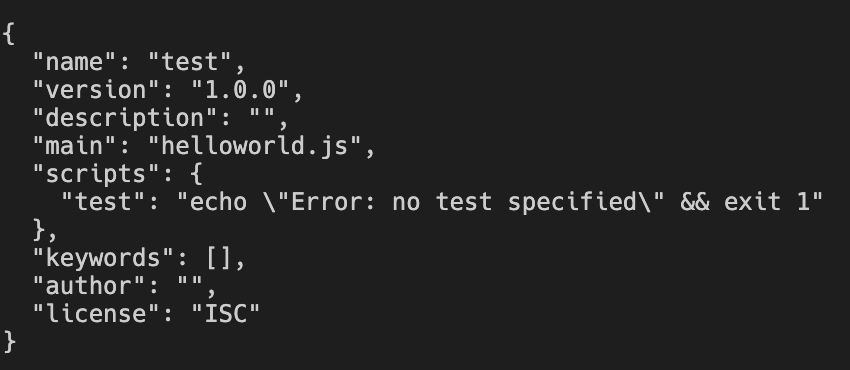 {
  "name": "test",
  "version": "1.0.0",
  "description": "",
  "main": "helloworld.js",
  "scripts": {
    "test": "echo \"Error: no test specified\" && exit 1"
  },
  "keywords": [],
  "author": "",
  "license": "ISC"
}